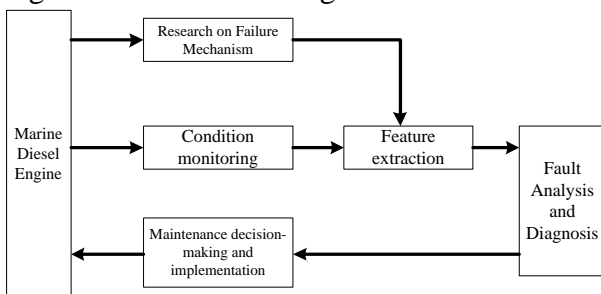 Research on Failure
Mechanism
Marine
Diesel
Engine
Condition
monitoring
Feature
extraction
Fault
Analysis
and
Diagnosis
Maintenance decision-
making and
implementation